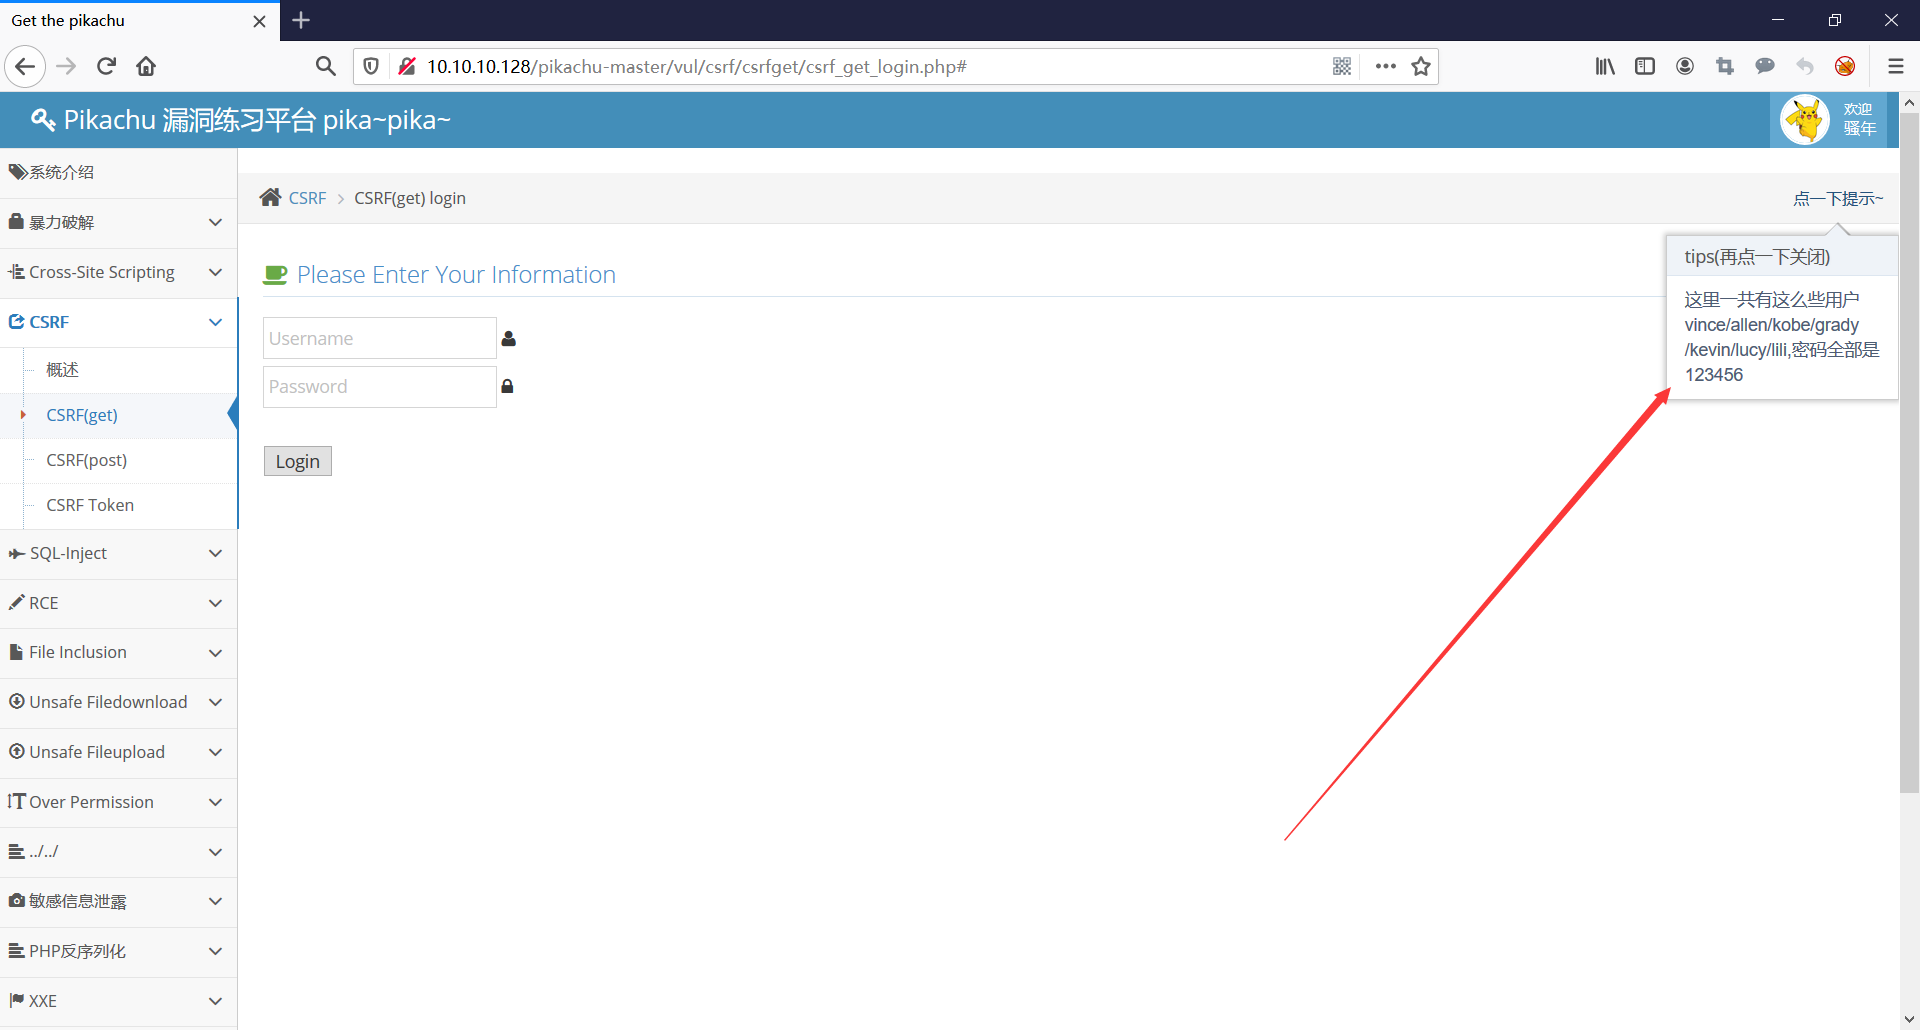 Get the pikachu
10.10.10.128/pikachu-master/vul/csrf/csrfget/csrf_get_login.php#
Pikachu 漏洞练习平台 pika~pika~
欢迎
骚年
系统介绍
暴力破解
Cross-Site Scripting
CSRF
概述
CSRF(get)
CSRF(post)
CSRF Token
SQL-Inject
RCE
File Inclusion
Unsafe Filedownload
Unsafe Fileupload
Over Permission
../../
敏感信息泄露
PHP反序列化
XXE
CSRF > CSRF(get) login
点一下提示~
tips(再点一下关闭)
这里一共有这么些用户
vince/allen/kobe/grady
/kevin/lucy/lili,密码全部是
123456
Please Enter Your Information
Username
Password
Login